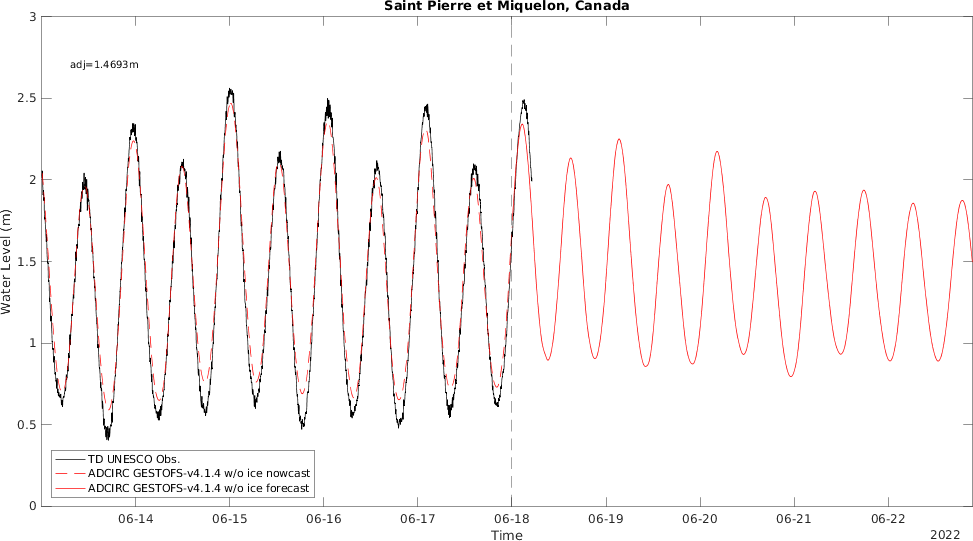 Saint Pierre et Miquelon, Canada
3
adj=1.4693m
2.5
2
1.5
1
0.5
0
Water Level (m)
TD UNESCO Obs.
ADCIRC GESTOFS-v4.1.4 w/o ice nowcast
ADCIRC GESTOFS-v4.1.4 w/o ice forecast
06-14 06-15 06-16 06-17 06-18 06-19 06-20 06-21 06-22
Time
2022